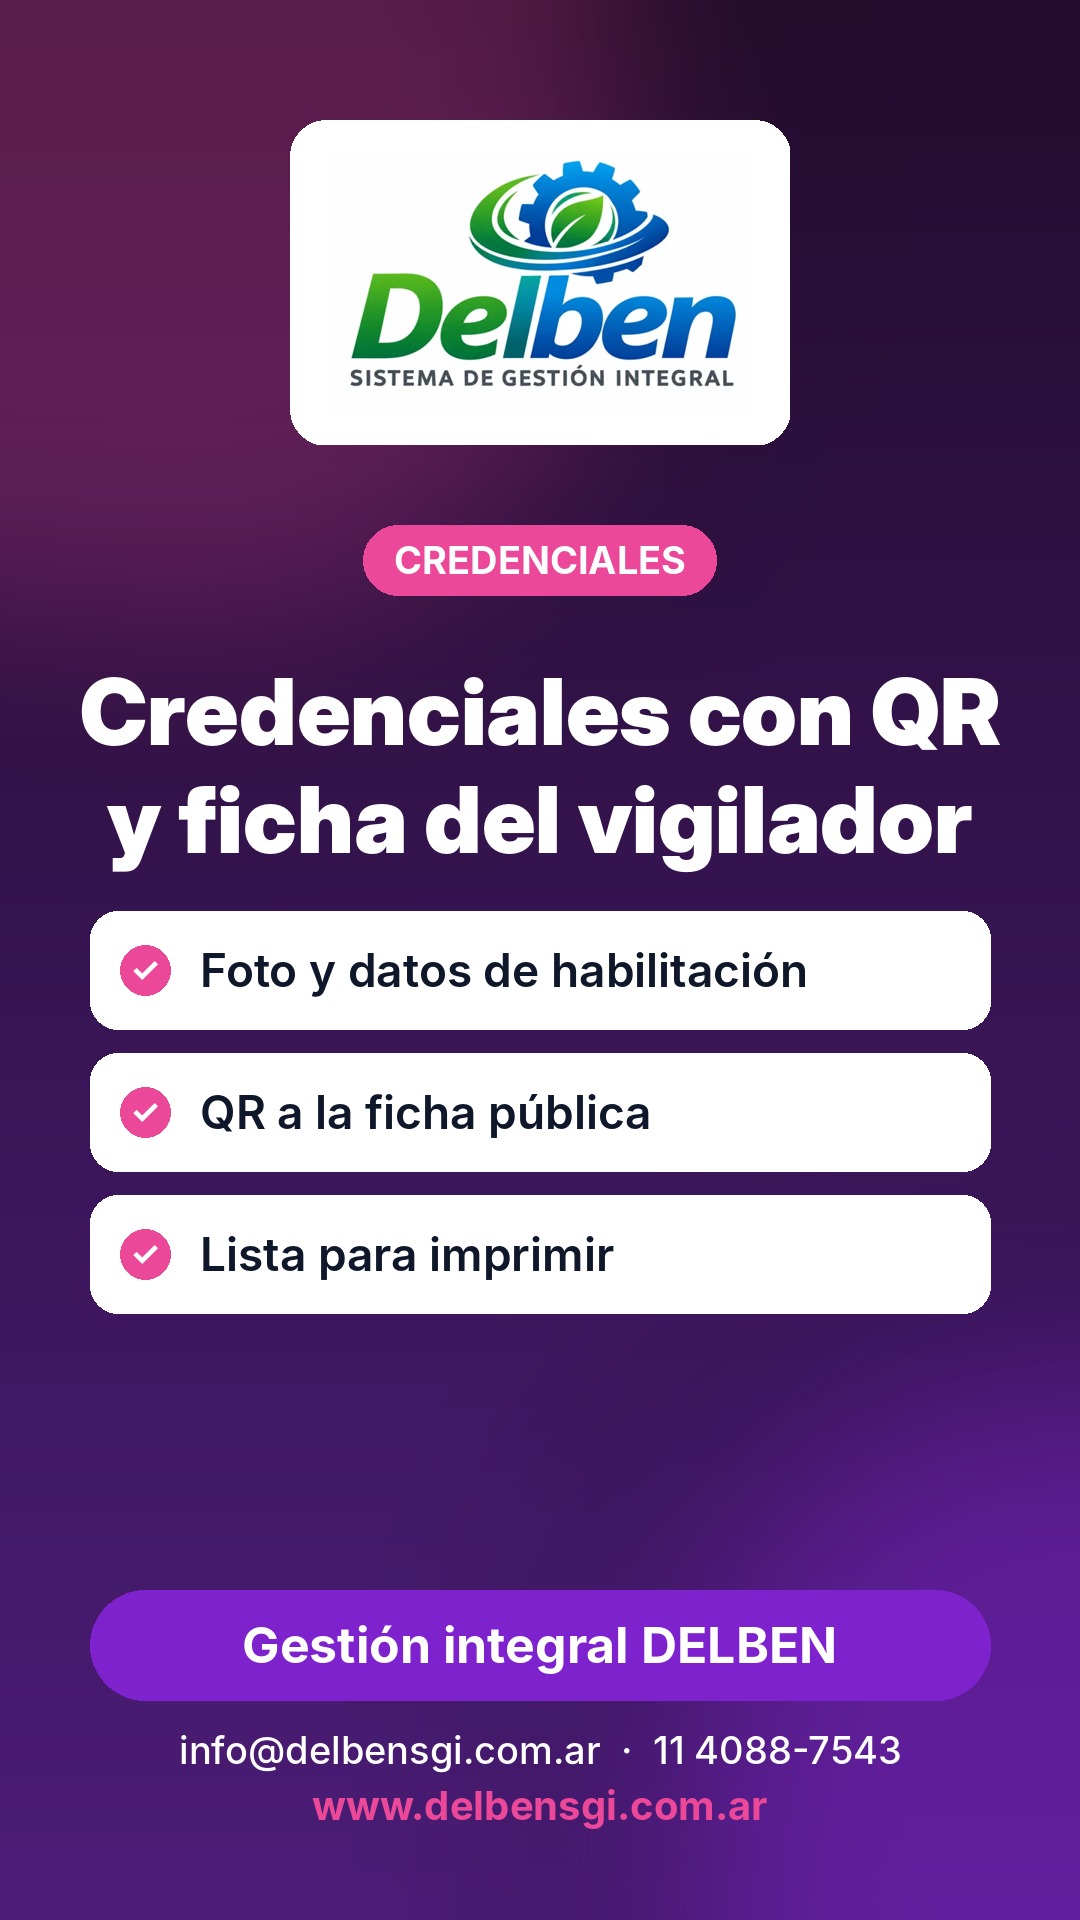 Delben
SISTEMA DE GESTIÓN INTEGRAL
CREDENCIALES
Credenciales con QR
y ficha del vigilador
Foto y datos de habilitación
QR a la ficha pública
Lista para imprimir
Gestión integral DELBEN
info@delbensgi.com.ar · 11 4088-7543
www.delbensgi.com.ar